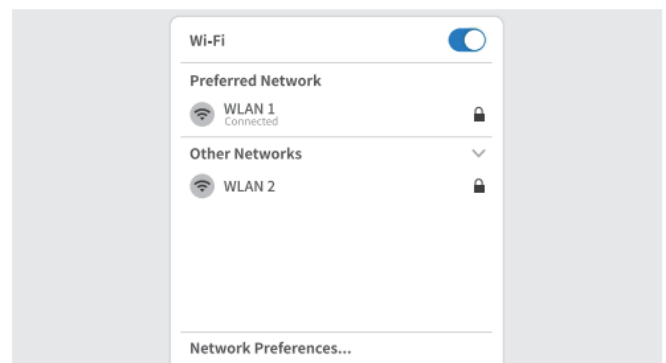 Wi-Fi
Preferred Network
WLAN 1
Connected
Other Networks
WLAN 2
Network Preferences...